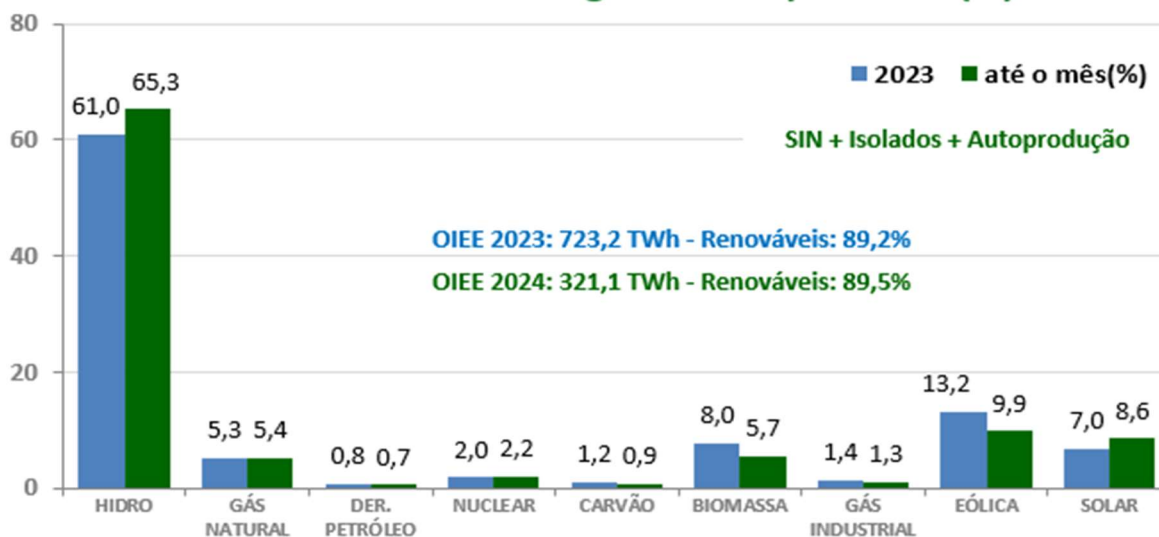 80
65,3
61,0
2023
até o mês(%)
60
SIN + Isolados + Autoprodução
OIEE 2023: 723,2 TWh - Renováveis: 89,2%
40
OIEE 2024: 321,1 TWh - Renováveis: 89,5%
20
5,3 5,4
0,8 0,7
2,0 2,2
1,2 0,9
8,0 5,7
1,4 1,3
13,2 9,9
7,0 8,6
0
HIDRO
GÁS NATURAL
DER. PETRÓLEO
NUCLEAR
CARVÃO
BIOMASSA
GÁS INDUSTRIAL
EÓLICA
SOLAR